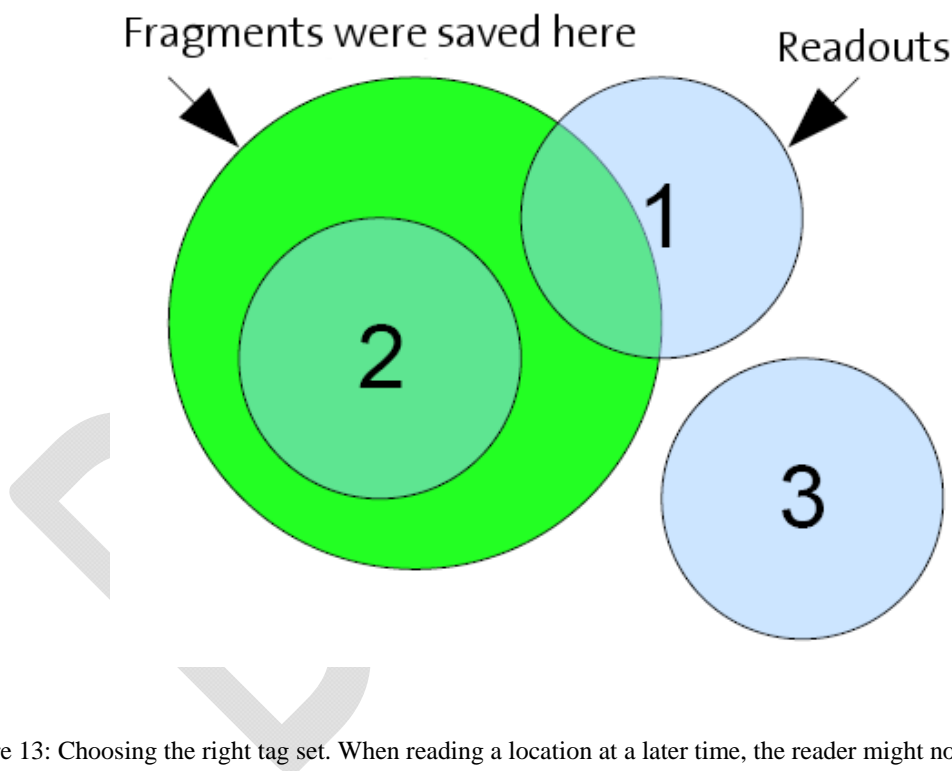 Fragments were saved here
Readouts
1
2
3
re 13: Choosing the right tag set. When reading a location at a later time, the reader might no